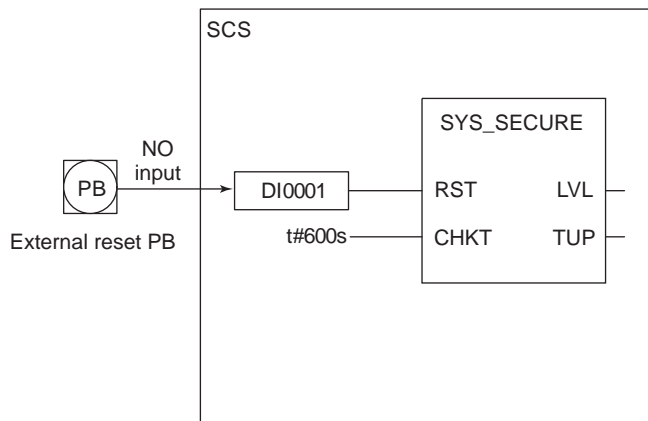 SCS
SYS_SECURE
NO
input
PB
DI0001
RST
LVL
External reset PB
t#600s
CHKT
TUP